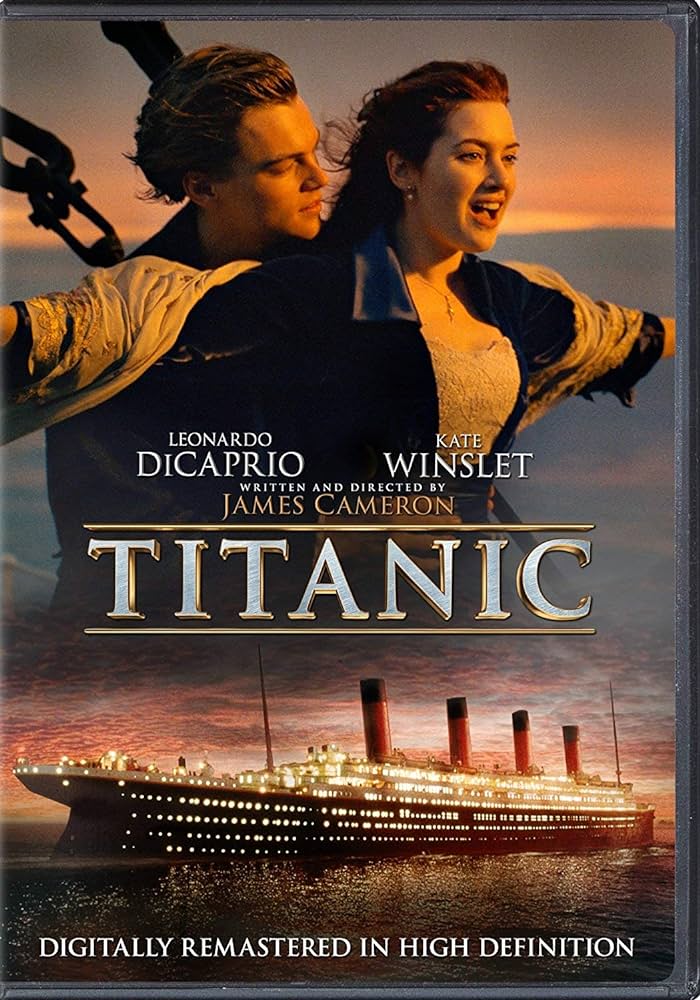 LEONARDO
DICAPRIO
KATE
WINSLET
WRITTEN AND DIRECTED BY
JAMES CAMERON
TITANIC
DIGITALLY REMASTERED IN HIGH DEFINITION